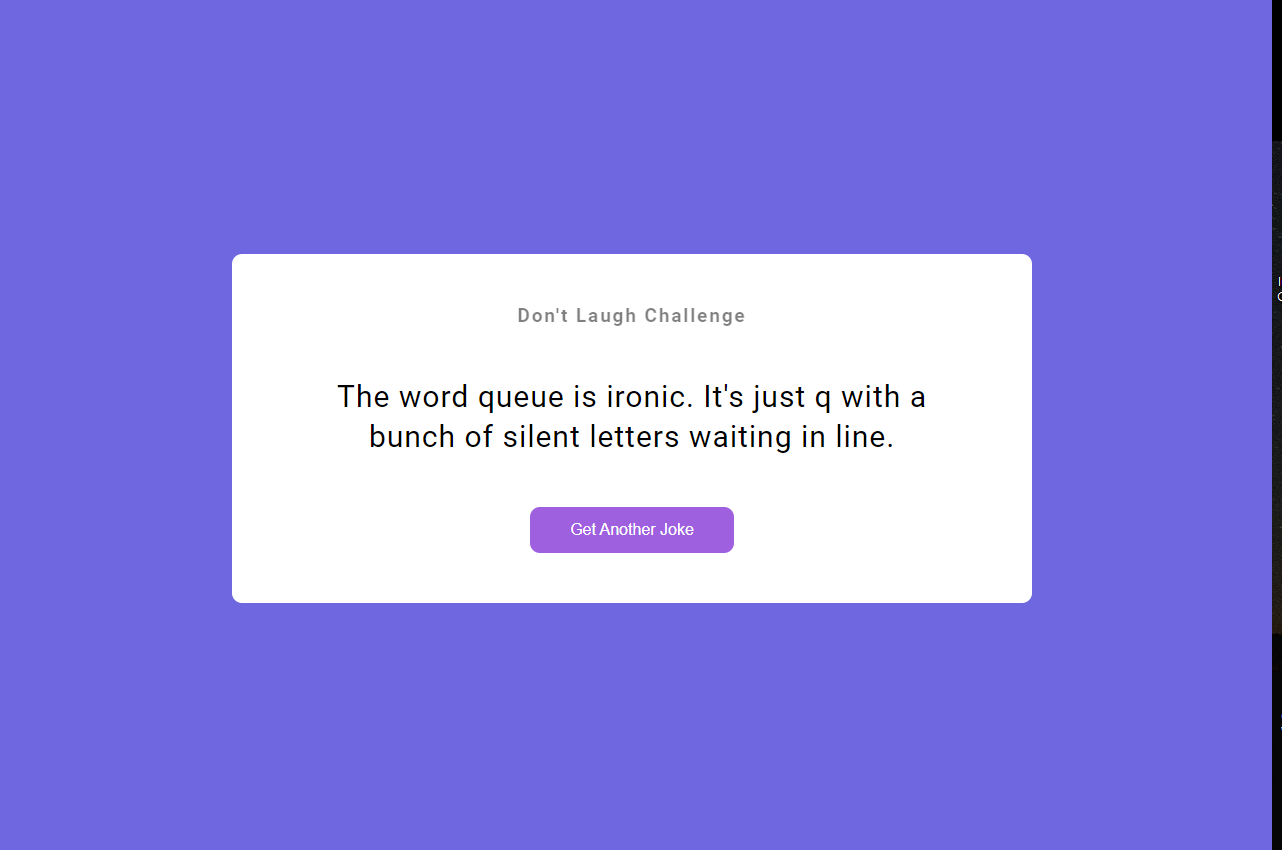 Don't Laugh Challenge
The word queue is ironic. It's just q with a
bunch of silent letters waiting in line.
Get Another Joke